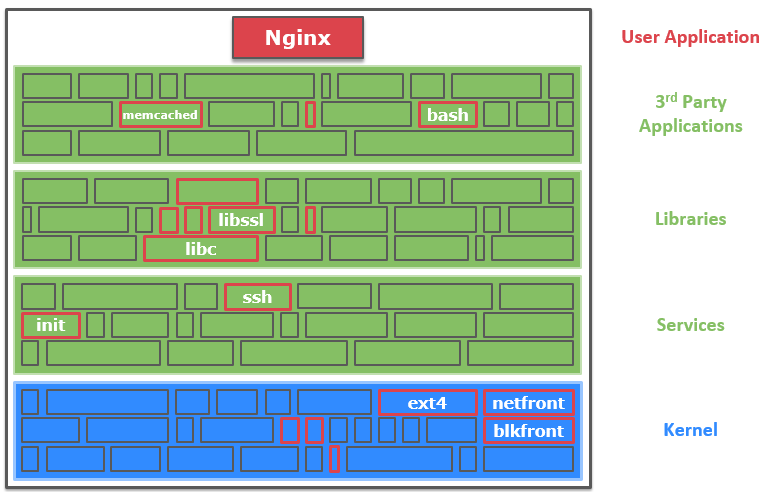 Nginx
User Application
memcached
bash
3rd Party
Applications
libssl
libc
Libraries
ssh
init
Services
ext4
netfront
blkfront
Kernel